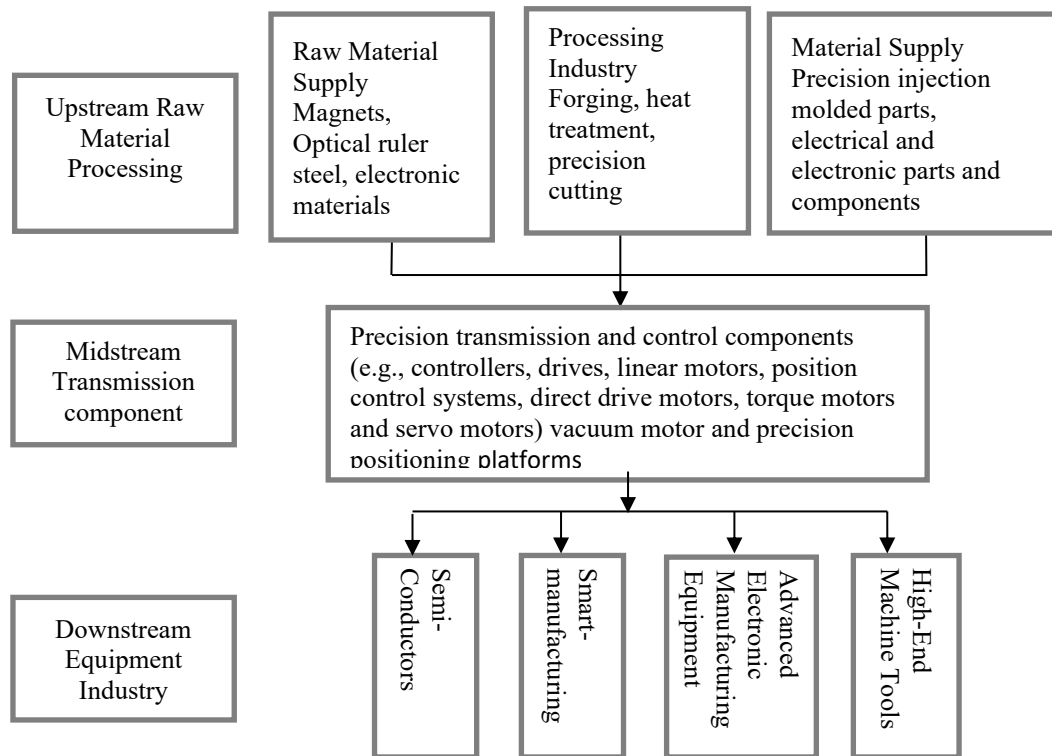 Upstream Raw
Material
Processing
Raw Material
Supply
Magnets,
Optical ruler
steel, electronic
materials
Processing
Industry
Forging, heat
treatment,
precision
cutting
Material Supply
Precision injection
molded parts,
electrical and
electronic parts and
components
Midstream
Transmission
component
Precision transmission and control components
(e.g., controllers, drives, linear motors, position
control systems, direct drive motors, torque motors
and servo motors) vacuum motor and precision
positioning platforms
Downstream
Equipment
Industry
Semi-
Conductors
Smart-
manufacturing
Advanced
Electronic
Manufacturing
Equipment
High-End
Machine Tools